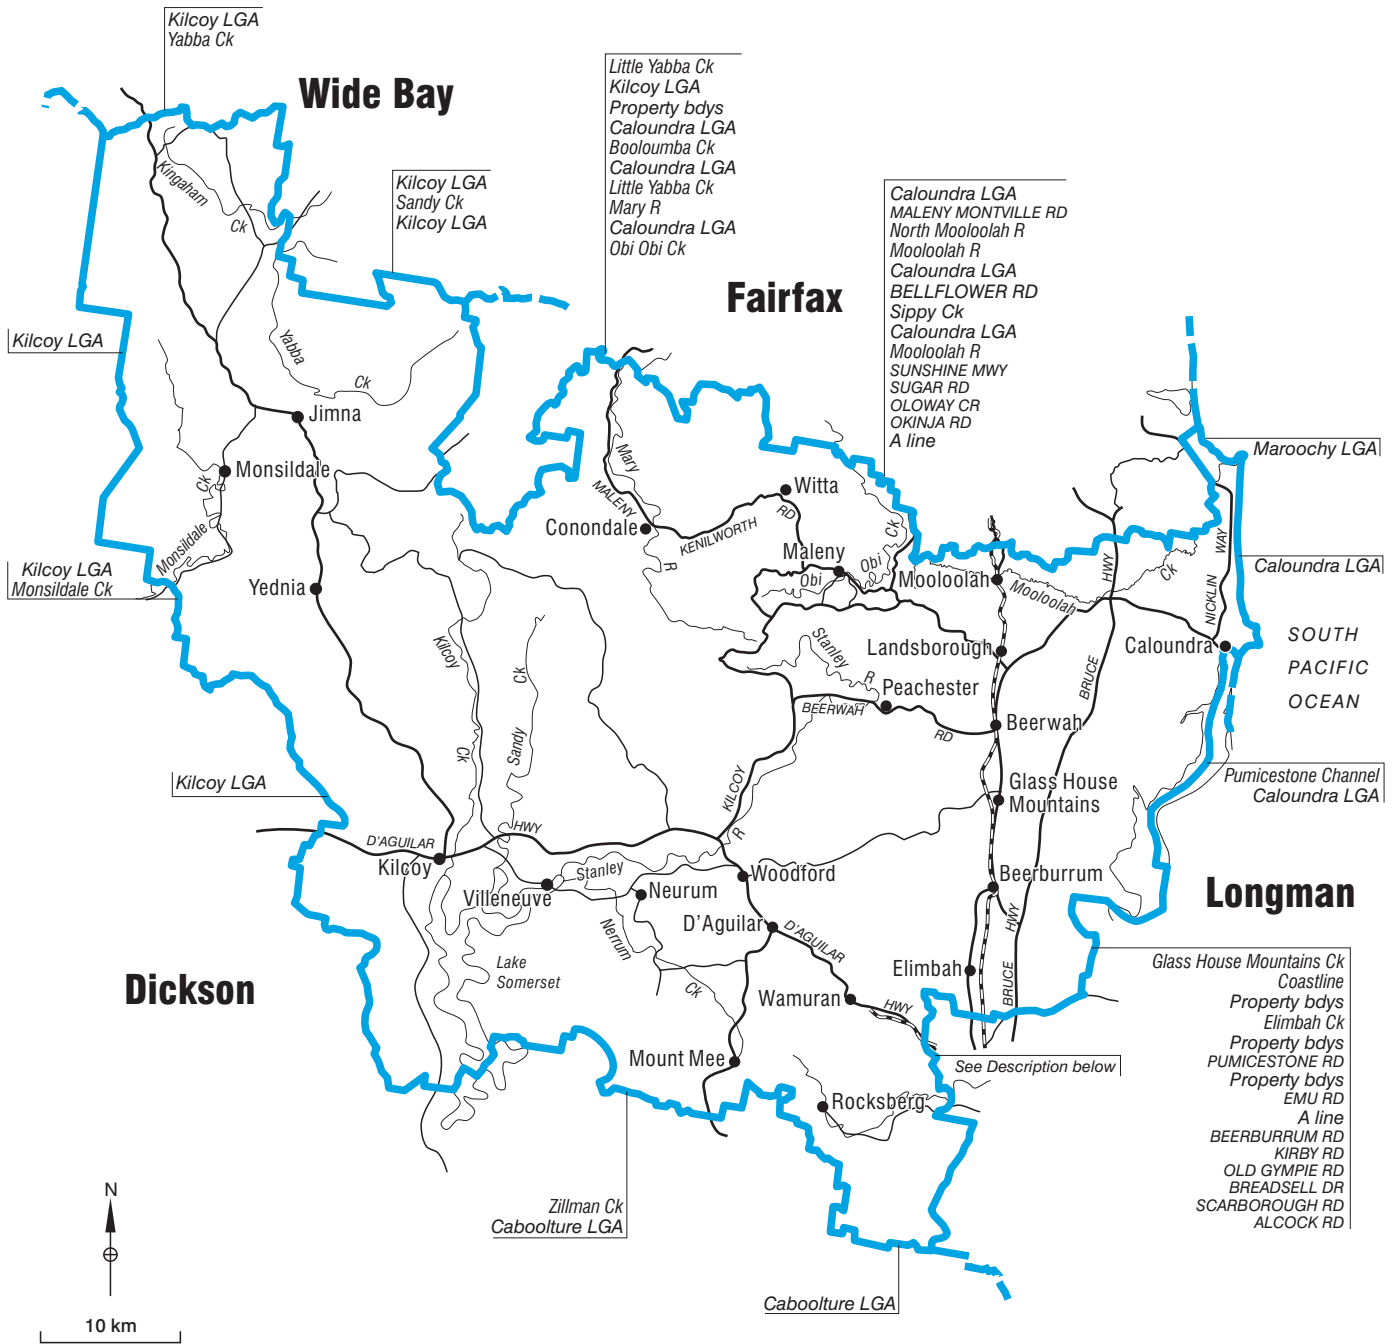 Kilcoy LGA
Yabba Ck
Wide Bay
Little Yabba Ck
Kilcoy LGA
Property bdys
Caloundra LGA
Booloumba Ck
Caloundra LGA
Little Yabba Ck
Mary R
Caloundra LGA
Obi Obi Ck
Kilcoy LGA
Sandy Ck
Kilcoy LGA
Caloundra LGA
MALENY MONTVILLE RD
North Mooloolah R
Mooloolah R
Caloundra LGA
BELLFLOWER RD
Sippy Ck
Caloundra LGA
Mooloolah R
SUNSHINE MWY
SUGAR RD
OLOWAY CR
OKINJA RD
A line
Fairfax
Kingaham
Ck
Kilcoy LGA
Yabba
Ck
Jimna
Maroochy LGA
Monsildale
Ck
Monsildale
Mary
R
MALENY
KENILWORTH
RD
Witta
Conondale
Maleny
Obi
Obi
Ck
Mooloolah
Mooloolah
Ck
HWY
NICKLIN
WAY
Caloundra LGA
Kilcoy LGA
Monsildale Ck
Yednia
Kilcoy
Ck
Sandy
Ck
Stanley
R
Landsborough
Caloundra
SOUTH
PACIFIC
OCEAN
Peachester
BEERWAH
RD
Beerwah
BRUCE
Kilcoy LGA
KILCOY
R
Glass House
Mountains
Pumicestone Channel
Caloundra LGA
D'AGUILAR
HWY
Kilcoy
Stanley
Villeneuve
Neurum
Woodford
Beerburrum
Longman
Nerrum
Ck
D'Aguilar
D'AGUILAR
HWY
HWY
BRUCE
Dickson
Lake
Somerset
Elimbah
Wamuran
Glass House Mountains Ck
Coastline
Property bdys
Elimbah Ck
Property bdys
PUMICESTONE RD
Property bdys
EMU RD
A line
BEERBURRUM RD
KIRBY RD
OLD GYMPIE RD
BREADSELL DR
SCARBOROUGH RD
ALCOCK RD
Mount Mee
See Description below
Rocksberg
N
Zillman Ck
Caboolture LGA
Caboolture LGA
10 km